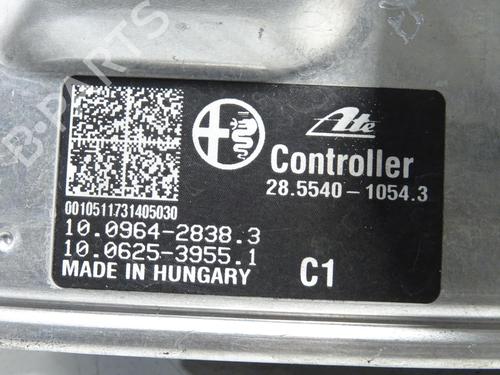 B-PARTS
Ate
Controller
28.5540-1054.3
0010511731405030
10.0964-2838.3
10.0625-3955.1
MADE IN HUNGARY
C1